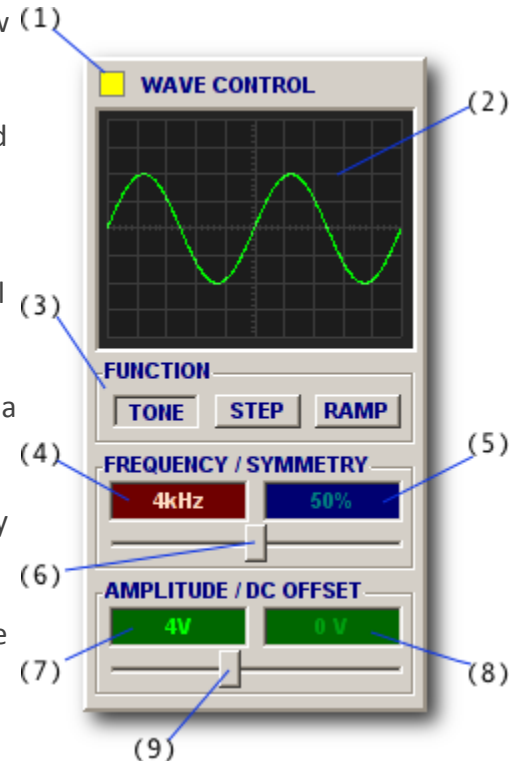 w (1)
WAVE CONTROL
(2)
d
l
(3)
FUNCTION
TONE STEP RAMP
a
(4)
(5)
FREQUENCY / SYMMETRY
4kHz 50%
y
(6)
AMPLITUDE / DC OFFSET
4V 0 V
e
(7)
(8)
(9)